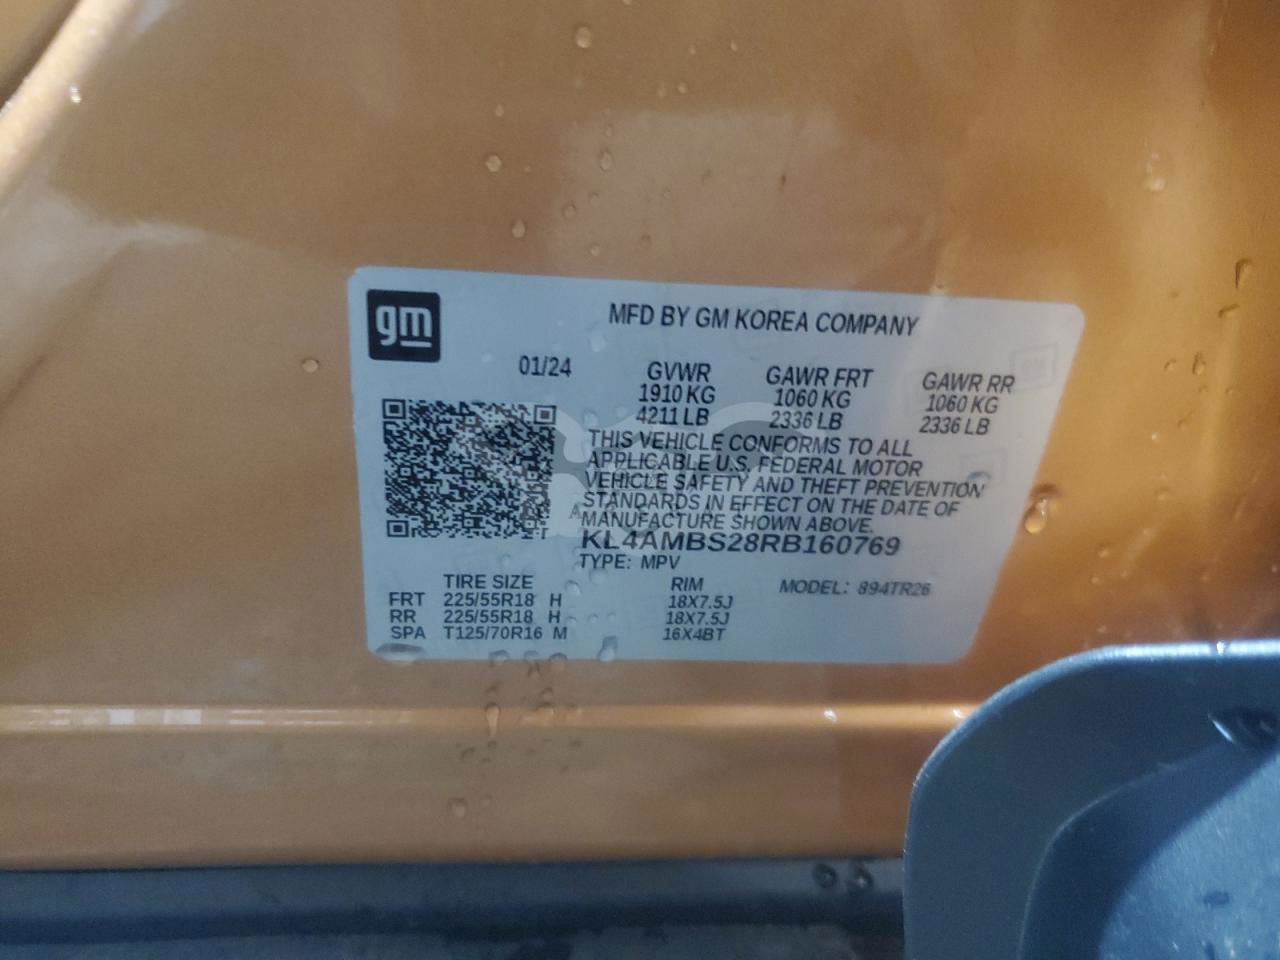 gm
MFD BY GM KOREA COMPANY
01/24 GVWR GAWR FRT GAWR RR
1910 KG 1060 KG 1060 KG
4211 LB 2336 LB 2336 LB
THIS VEHICLE CONFORMS TO ALL
APPLICABLE U.S. FEDERAL MOTOR
VEHICLE SAFETY AND THEFT PREVENTION
STANDARDS IN EFFECT ON THE DATE OF
MANUFACTURE SHOWN ABOVE.
KL4AMBS28RB160769
TYPE: MPV
TIRE SIZE RIM MODEL: 894TR26
FRT 225/55R18 H 18X7.5J
RR 225/55R18 H 18X7.5J
SPA T125/70R16 M 16X4BT